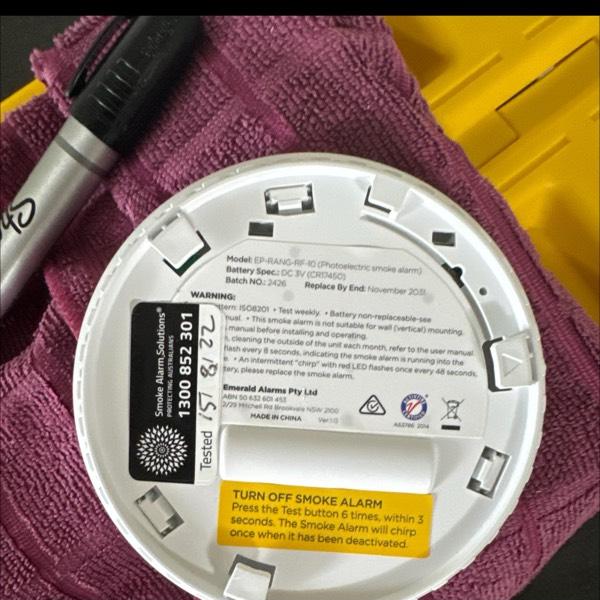 Model: EP-RANG-RF-10 (Photoelectric smoke alarm)
Battery Spec.: DC 3V (CR17450)
Batch NO.: 2426 Replace By End: November 2031
WARNING:
ISO8201 • Test weekly. • Battery non-replaceable-see
• This smoke alarm is not suitable for wall (vertical) mounting.
manual before installing and operating.
cleaning the outside of the unit each month, refer to the user manual.
flash every 8 seconds, indicating the smoke alarm is running into the
• An intermittent "chirp" with red LED flashes once every 48 seconds,
please replace the smoke alarm.
Emerald Alarms Pty Ltd
ABN 50 632 601 453
2/29 Mitchell Rd Brookvale NSW 2100
MADE IN CHINA Ver:1.0
AS3786: 2014
Smoke Alarm Solutions®
PROTECTING AUSTRALIANS
1300 852 301
Tested 15/8/22
TURN OFF SMOKE ALARM
Press the Test button 6 times, within 3
seconds. The Smoke Alarm will chirp
once when it has been deactivated.